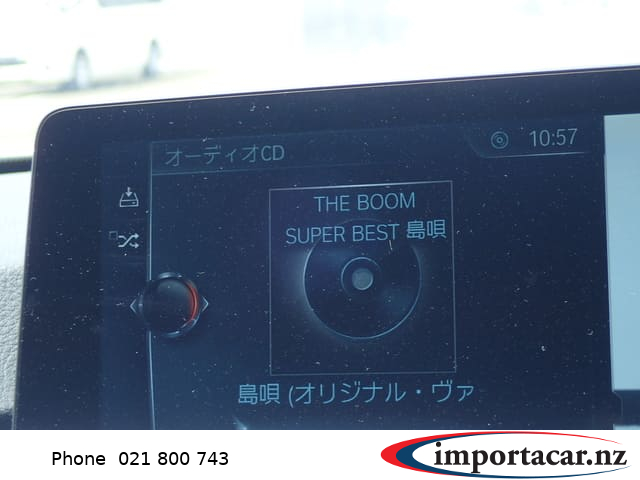 オーディオCD
10:57
THE BOOM
SUPER BEST 島唄
島唄 (オリジナル・ヴァ
Phone 021 800 743
importacar.nz